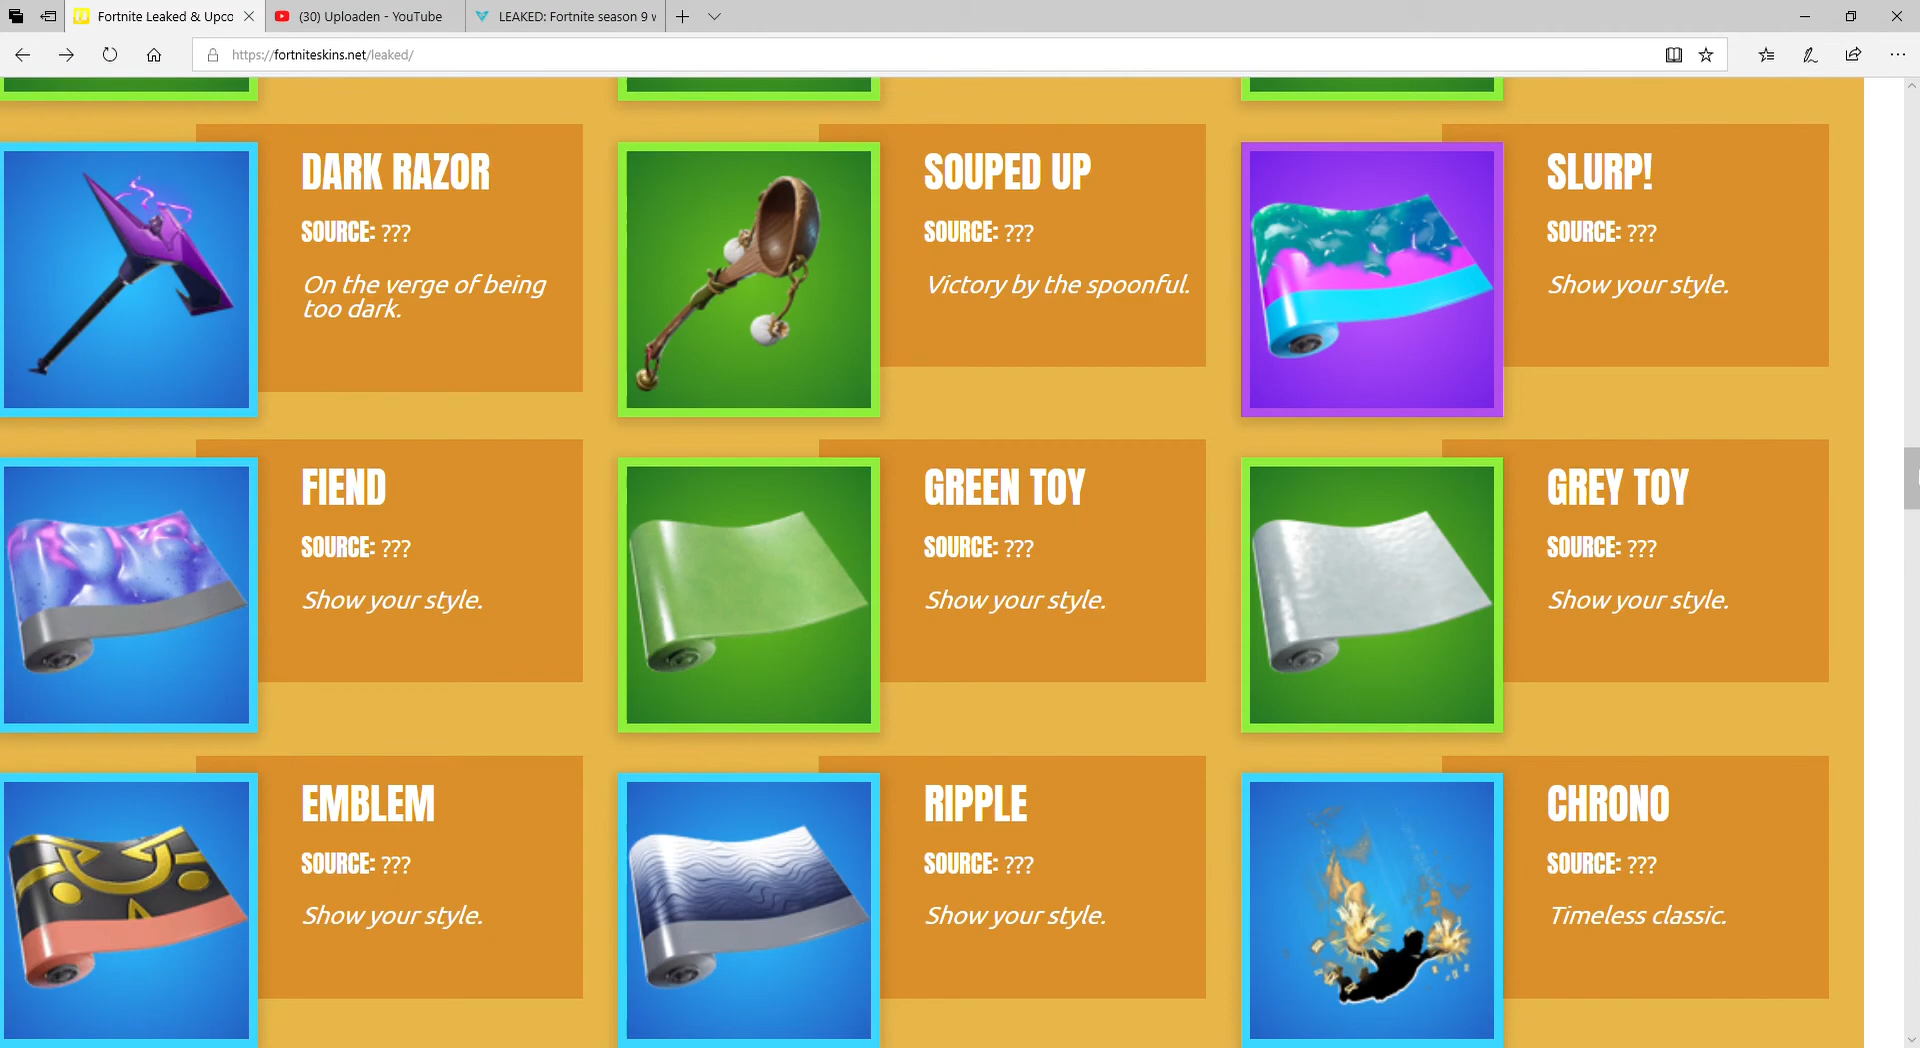 Fortnite Leaked & Upco
(30) Uploaden - YouTube
LEAKED: Fortnite season 9 w
https://fortniteskins.net/leaked/
DARK RAZOR
SOURCE: ???
On the verge of being
too dark.
SOUPED UP
SOURCE: ???
Victory by the spoonful.
SLURP!
SOURCE: ???
Show your style.
FIEND
SOURCE: ???
Show your style.
GREEN TOY
SOURCE: ???
Show your style.
GREY TOY
SOURCE: ???
Show your style.
EMBLEM
SOURCE: ???
Show your style.
RIPPLE
SOURCE: ???
Show your style.
CHRONO
SOURCE: ???
Timeless classic.